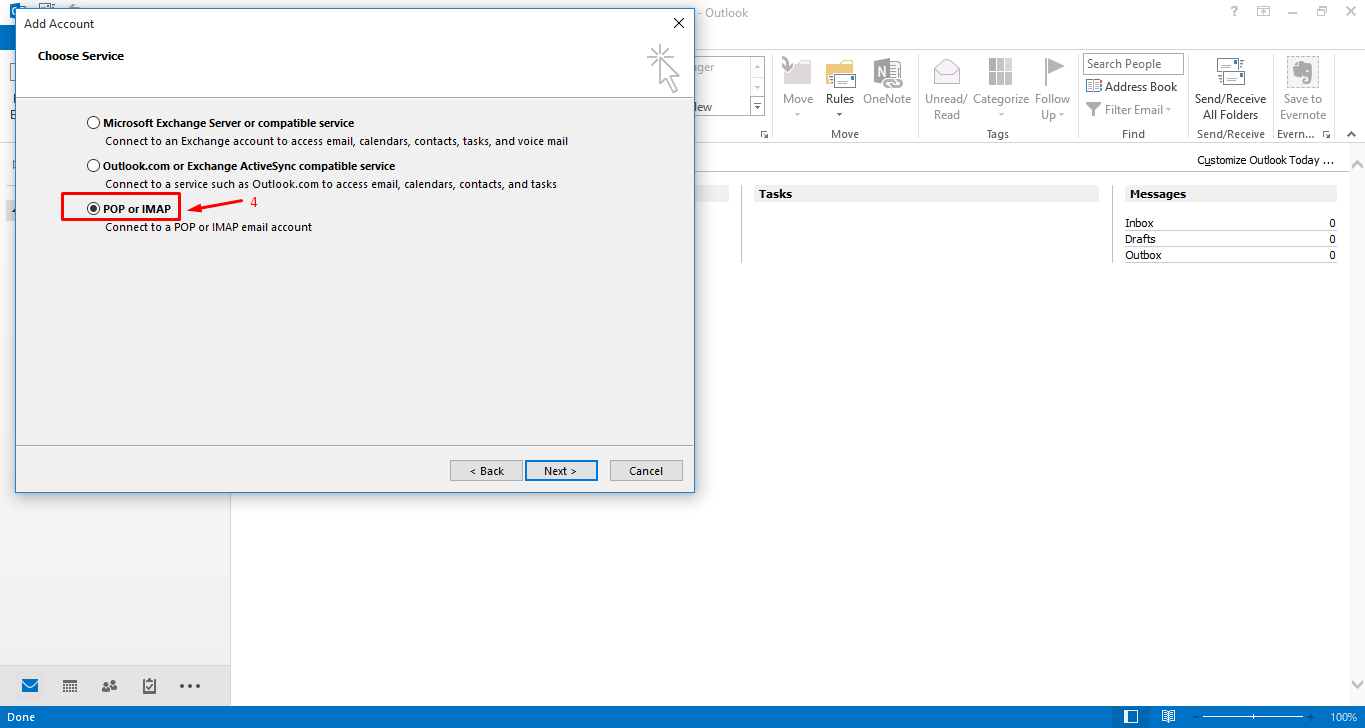 - Outlook
?
Add Account
Choose Service
Microsoft Exchange Server or compatible service
Connect to an Exchange account to access email, calendars, contacts, tasks, and voice mail
Outlook.com or Exchange ActiveSync compatible service
Connect to a service such as Outlook.com to access email, calendars, contacts, and tasks
POP or IMAP
4
Connect to a POP or IMAP email account
< Back
Next >
Cancel
Move
Rules
OneNote
Move
Unread/
Read
Categorize
Follow
Up
Tags
Search People
Address Book
Filter Email
Find
Send/Receive
All Folders
Send/Receive
Save to
Evernote
Evern...
Customize Outlook Today ...
Tasks
Messages
Inbox 0
Drafts 0
Outbox 0
Done
100%